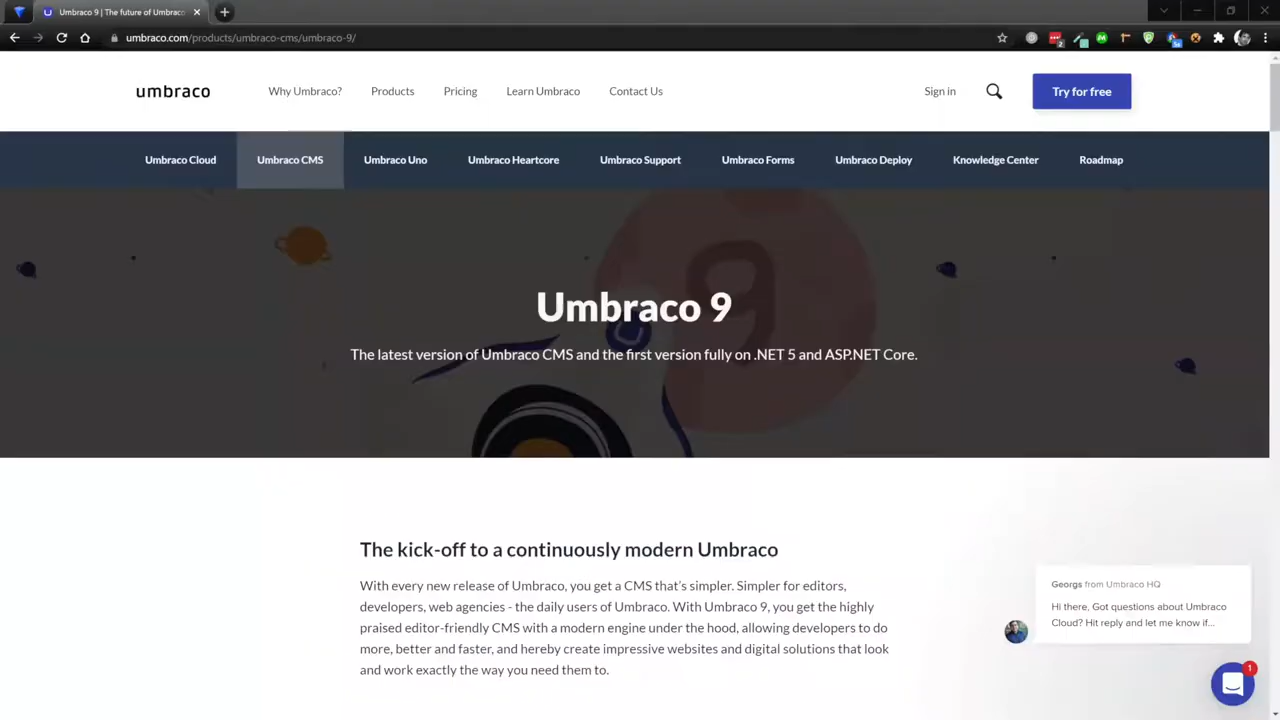 Umbraco 9 | The future of Umbraco
umbraco.com/products/umbraco-cms/umbraco-9/
umbraco
Why Umbraco?
Products
Pricing
Learn Umbraco
Contact Us
Sign in
Try for free
Umbraco Cloud
Umbraco CMS
Umbraco Uno
Umbraco Heartcore
Umbraco Support
Umbraco Forms
Umbraco Deploy
Knowledge Center
Roadmap
Umbraco 9
The latest version of Umbraco CMS and the first version fully on .NET 5 and ASP.NET Core.
The kick-off to a continuously modern Umbraco
With every new release of Umbraco, you get a CMS that's simpler. Simpler for editors,
developers, web agencies - the daily users of Umbraco. With Umbraco 9, you get the highly
praised editor-friendly CMS with a modern engine under the hood, allowing developers to do
more, better and faster, and hereby create impressive websites and digital solutions that look
and work exactly the way you need them to.
Georgs from Umbraco HQ
Hi there, Got questions about Umbraco
Cloud? Hit reply and let me know if...
1